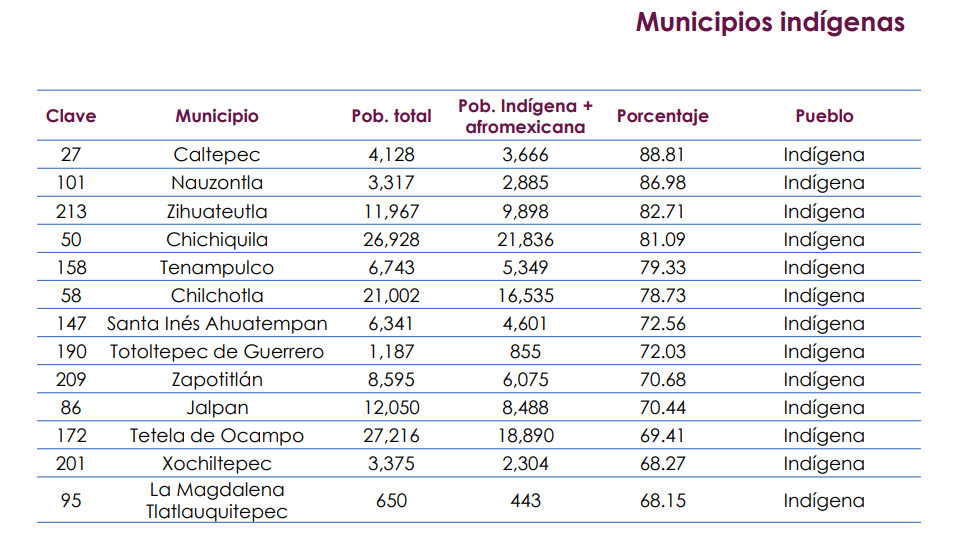 Municipios indígenas
Clave Municipio Pob. total Pob. Indígena + afromexicana Porcentaje Pueblo
27 Caltepec 4,128 3,666 88.81 Indígena
101 Nauzontla 3,317 2,885 86.98 Indígena
213 Zihuateutla 11,967 9,898 82.71 Indígena
50 Chichiquila 26,928 21,836 81.09 Indígena
158 Tenampulco 6,743 5,349 79.33 Indígena
58 Chilchotla 21,002 16,535 78.73 Indígena
147 Santa Inés Ahuatempan 6,341 4,601 72.56 Indígena
190 Totoltepec de Guerrero 1,187 855 72.03 Indígena
209 Zapotitlán 8,595 6,075 70.68 Indígena
86 Jalpan 12,050 8,488 70.44 Indígena
172 Tetela de Ocampo 27,216 18,890 69.41 Indígena
201 Xochiltepec 3,375 2,304 68.27 Indígena
95 La Magdalena Tlatlauquitepec 650 443 68.15 Indígena